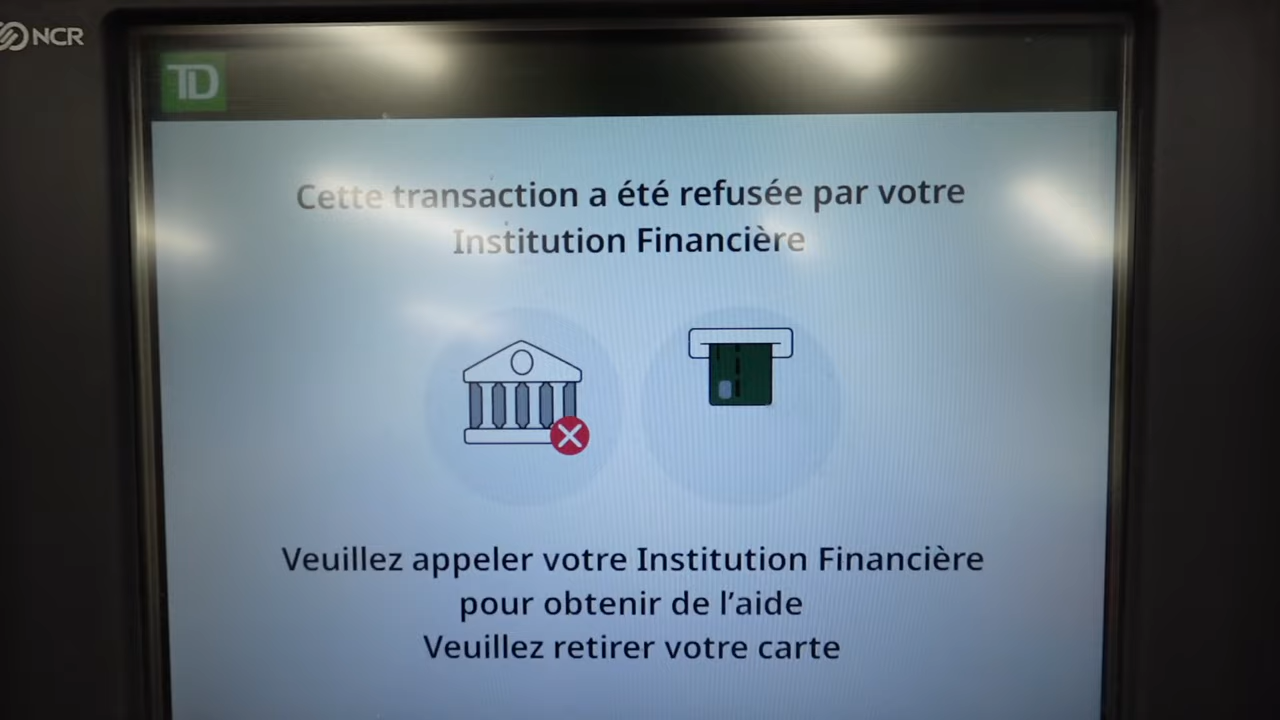 NCR
TD
Cette transaction a été refusée par votre
Institution Financière
Veuillez appeler votre Institution Financière
pour obtenir de l’aide
Veuillez retirer votre carte